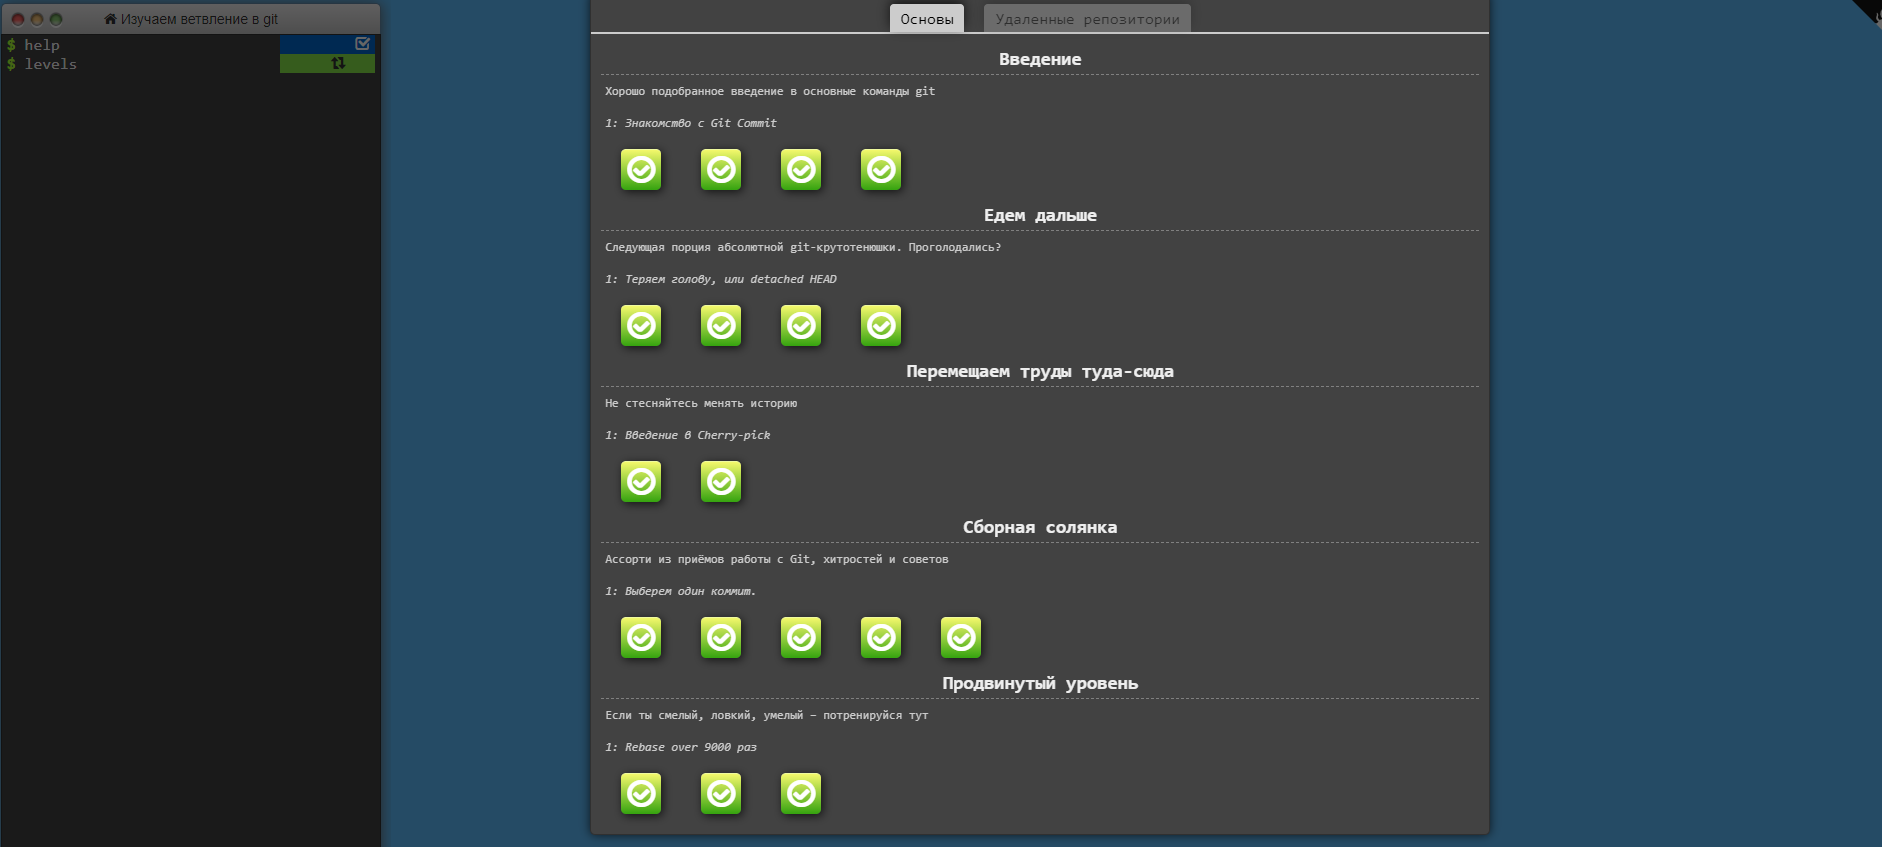 Изучаем ветвление в git
$ help
$ levels
Основы
Удаленные репозитории
Введение
Хорошо подобранное введение в основные команды git
1: Знакомство с Git Commit
Едем дальше
Следующая порция абсолютной git-крутотенюшки. Проголодались?
1: Теряем голову, или detached HEAD
Перемещаем труды туда-сюда
Не стесняйтесь менять историю
1: Введение в Cherry-pick
Сборная солянка
Ассорти из приёмов работы с Git, хитростей и советов
1: Выберем один коммит.
Продвинутый уровень
Если ты смелый, ловкий, умелый – потренируйся тут
1: Rebase over 9000 раз